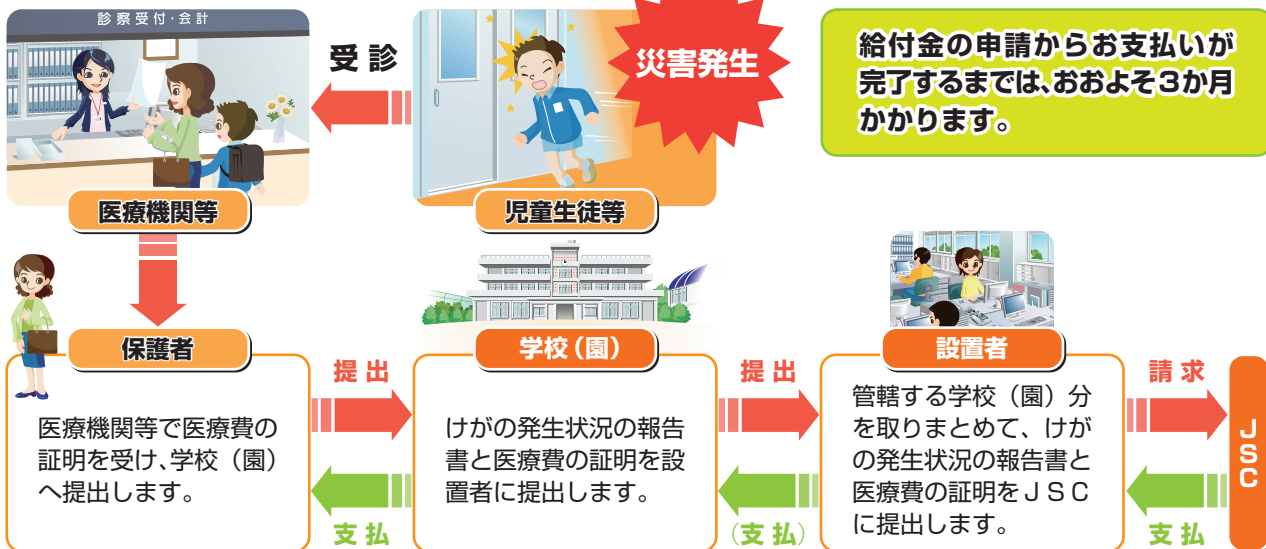 診察受付・会計
受診
災害発生
給付金の申請からお支払いが
完了するまでは、おおよそ3か月
かかります。
医療機関等
児童生徒等
保護者
医療機関等で医療費の
証明を受け、学校（園）
へ提出します。
提出
支払
学校（園）
けがの発生状況の報告
書と医療費の証明を設
置者に提出します。
提出
（支払）
設置者
管轄する学校（園）分
を取りまとめて、けが
の発生状況の報告書と
医療費の証明をＪＳＣ
に提出します。
請求
支払
JSC